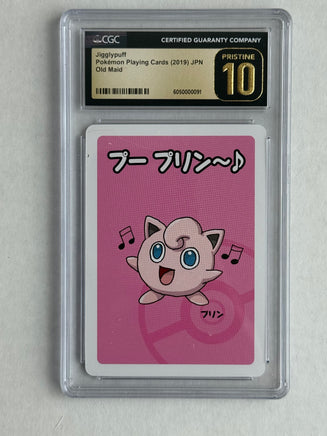 CGC
CERTIFIED GUARANTY COMPANY
Jigglypuff
Pokémon Playing Cards (2019) JPN
Old Maid
6050000091
PRISTINE
10
プー プリン〜♪
プリン